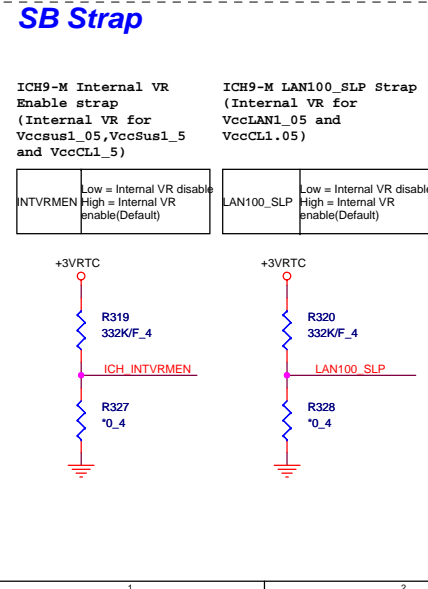 SB Strap
ICH9-M Internal VR
Enable strap
(Internal VR for
Vccsus1_05,VccSus1_5
and VccCL1_5)
ICH9-M LAN100_SLP Strap
(Internal VR for
VccLAN1_05 and
VccCL1.05)
INTVRMEN
Low = Internal VR disable
High = Internal VR
enable(Default)
LAN100_SLP
Low = Internal VR disable
High = Internal VR
enable(Default)
+3VRTC
R319
332K/F_4
ICH_INTVRMEN
R327
*0_4
+3VRTC
R320
332K/F_4
LAN100_SLP
R328
*0_4
1
2